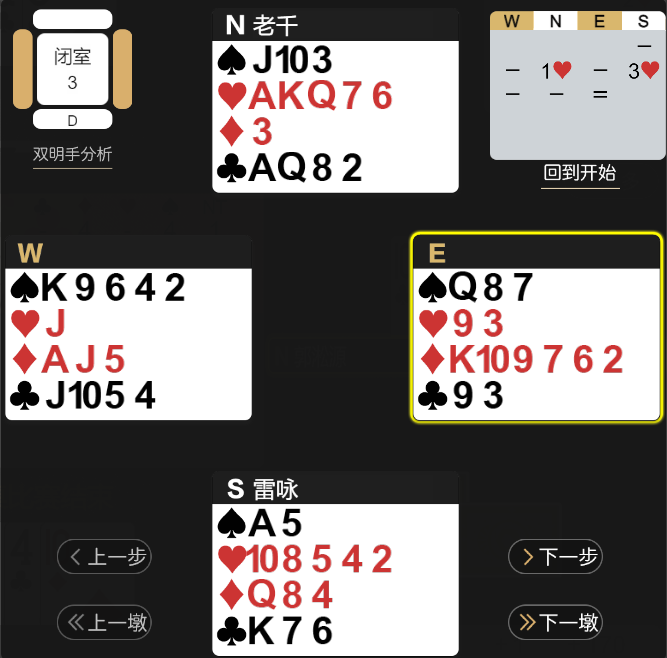 闭室
3
D
双明手分析
N 老千
♠J103
♥AKQ76
♦3
♣AQ82
W N E S
–
– 1♥ – 3♥
– – =
回到开始
W
♠K9642
♥J
♦AJ5
♣J1054
E
♠Q87
♥93
♦K109762
♣93
S 雷咏
♠A5
♥108542
♦Q84
♣K76
上一步
下一步
上一墩
下一墩